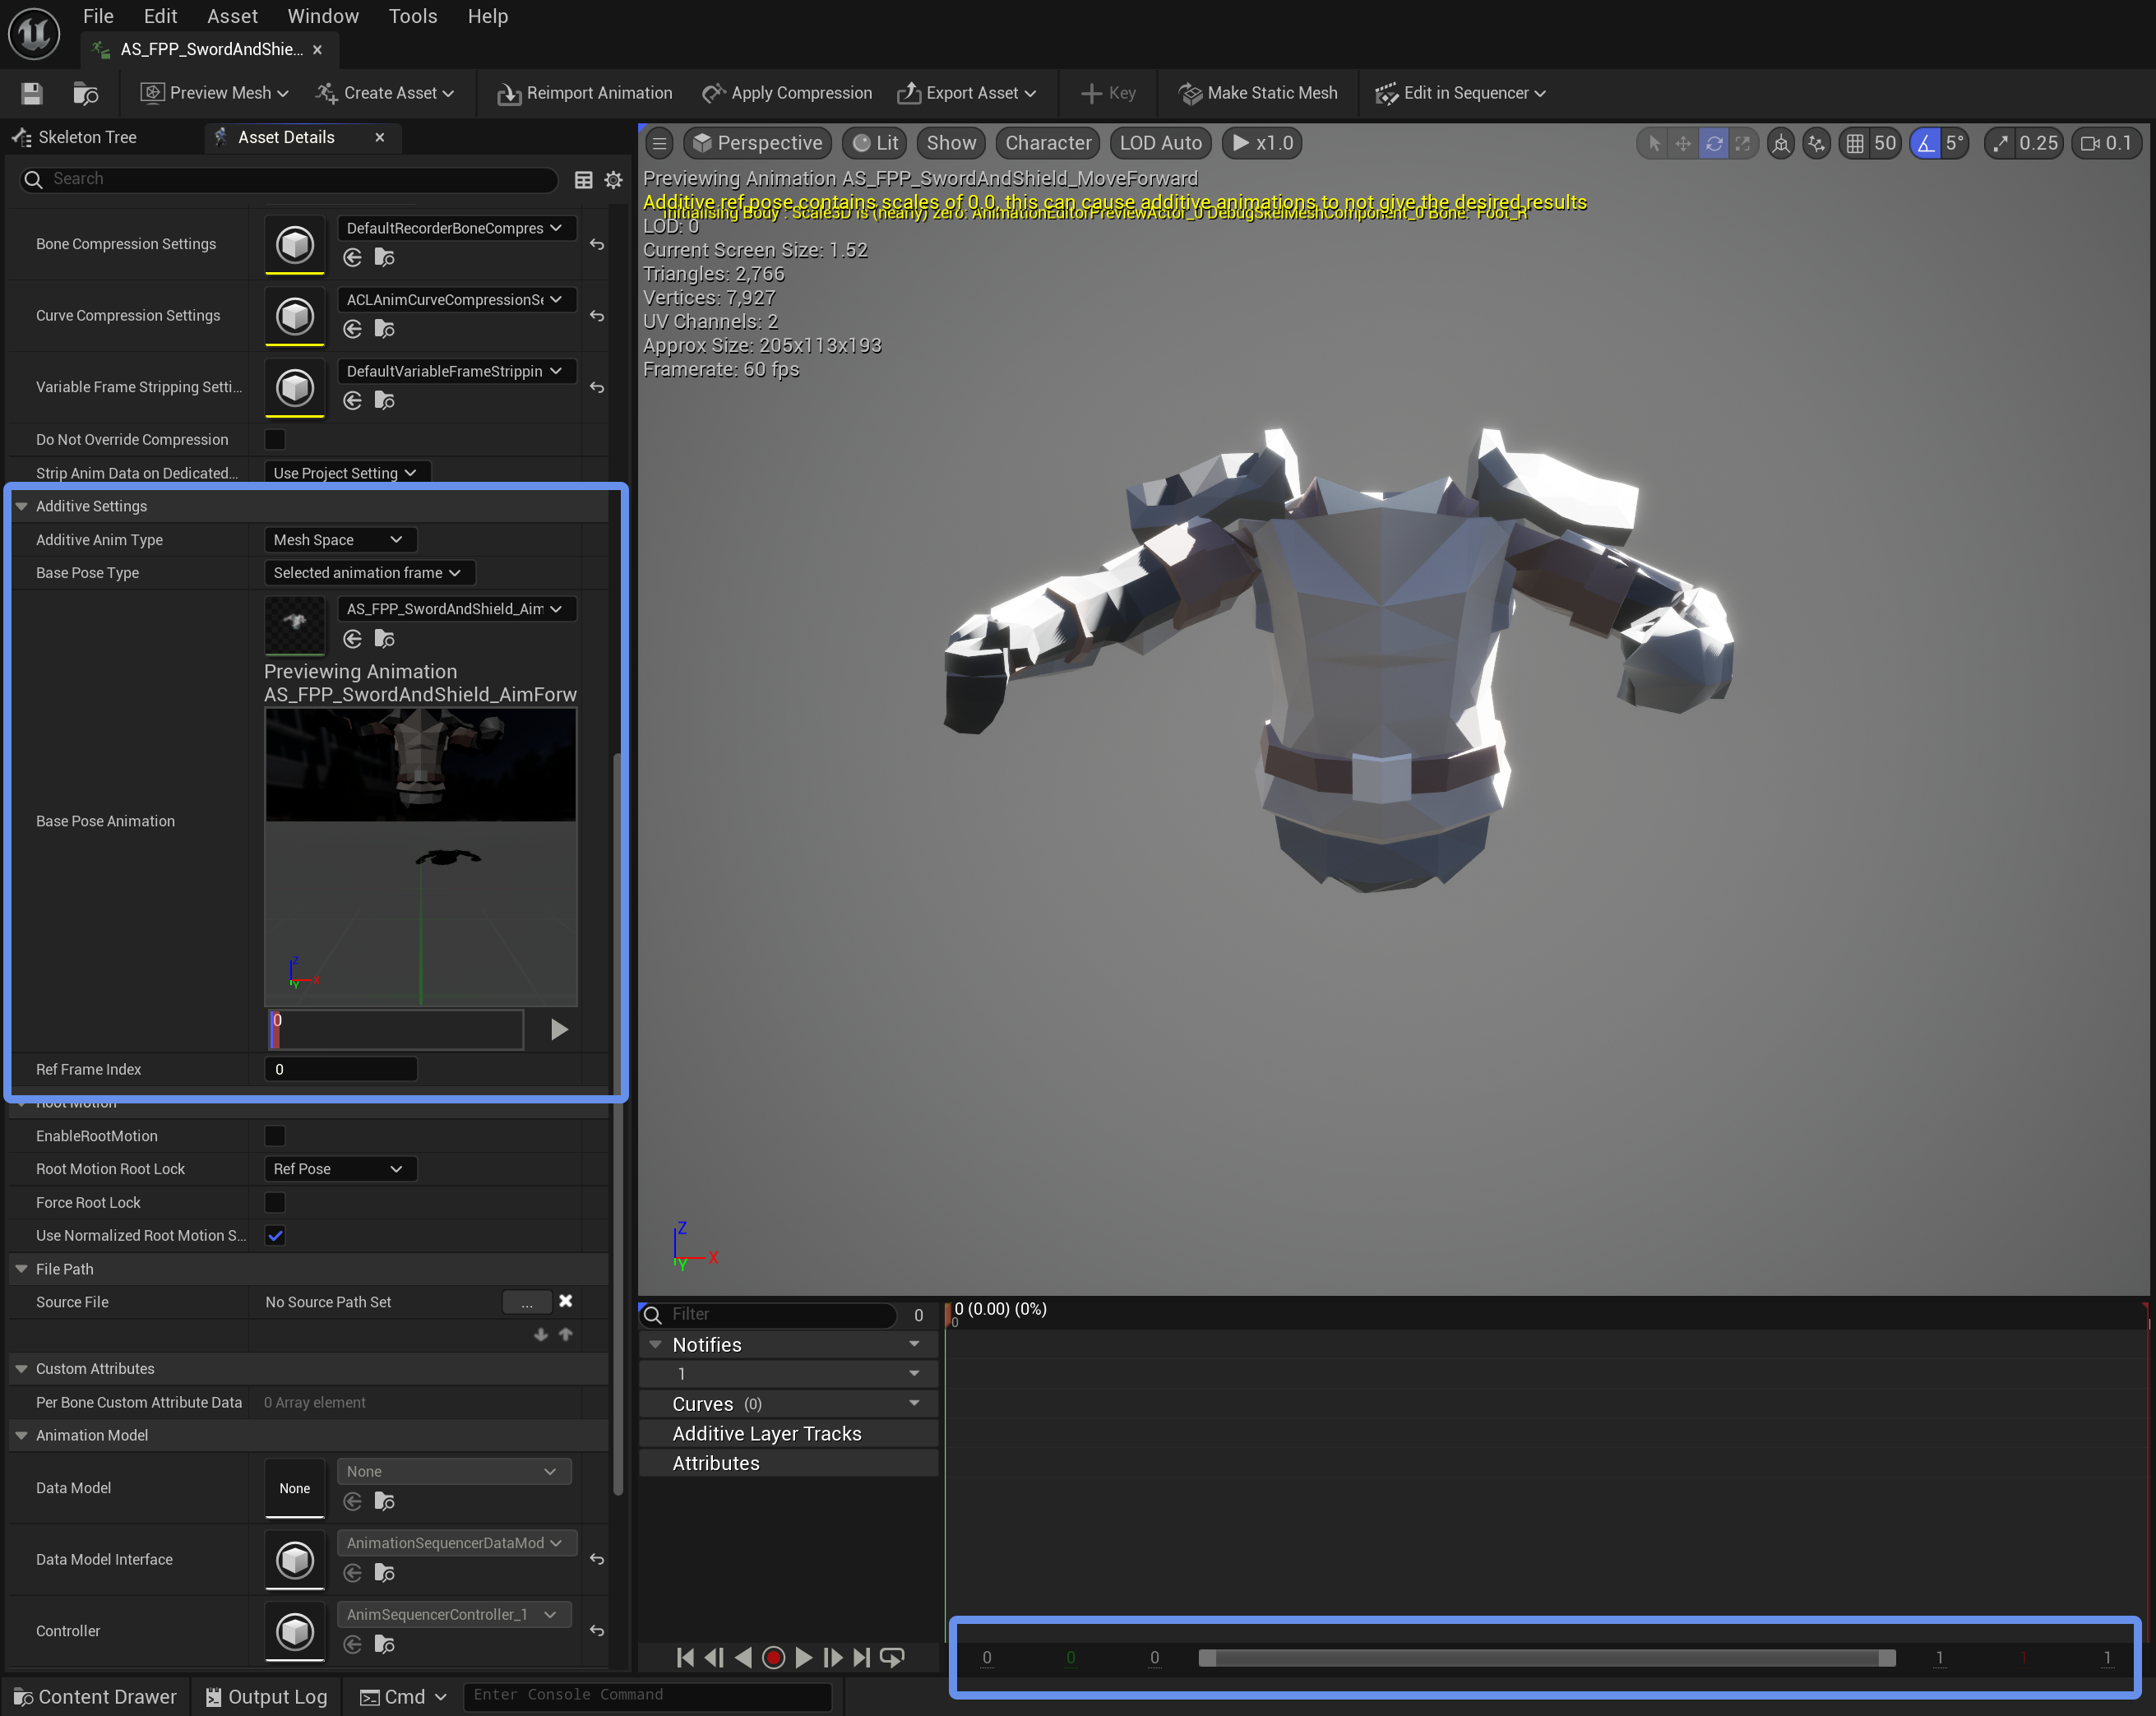 File Edit Asset Window Tools Help
AS_FPP_SwordAndShie...
Preview Mesh Create Asset Reimport Animation Apply Compression Export Asset Key Make Static Mesh Edit in Sequencer
Skeleton Tree Asset Details
Search
Bone Compression Settings DefaultRecorderBoneCompres
Curve Compression Settings ACLAnimCurveCompressionSe
Variable Frame Stripping Setti... DefaultVariableFrameStrippin
Do Not Override Compression
Strip Anim Data on Dedicated... Use Project Setting
Additive Settings
Additive Anim Type Mesh Space
Base Pose Type Selected animation frame
AS_FPP_SwordAndShield_Aim
Previewing Animation
AS_FPP_SwordAndShield_AimForw
Base Pose Animation
Z
X
Y
0
Ref Frame Index 0
Root Motion
EnableRootMotion
Root Motion Root Lock Ref Pose
Force Root Lock
Use Normalized Root Motion S...
File Path
Source File No Source Path Set ...
Custom Attributes
Per Bone Custom Attribute Data 0 Array element
Animation Model
Data Model None None
Data Model Interface AnimationSequencerDataMod
Controller AnimSequencerController_1
Perspective Lit Show Character LOD Auto x1.0 50 5° 0.25 0.1
Previewing Animation AS_FPP_SwordAndShield_MoveForward
Additive ref pose contains scales of 0.0, this can cause additive animations to not give the desired results
Initialising Body : Scale3D is (nearly) zero: AnimationEditorPreviewActor_0 DebugSkelMeshComponent_0 Bone: Foot_R
LOD: 0
Current Screen Size: 1.52
Triangles: 2,766
Vertices: 7,927
UV Channels: 2
Approx Size: 205x113x193
Framerate: 60 fps
Z
X
Y
Filter 0 0 (0.00) (0%)
0
Notifies
1
Curves (0)
Additive Layer Tracks
Attributes
0 0 0 1 1 1
Content Drawer Output Log Cmd Enter Console Command